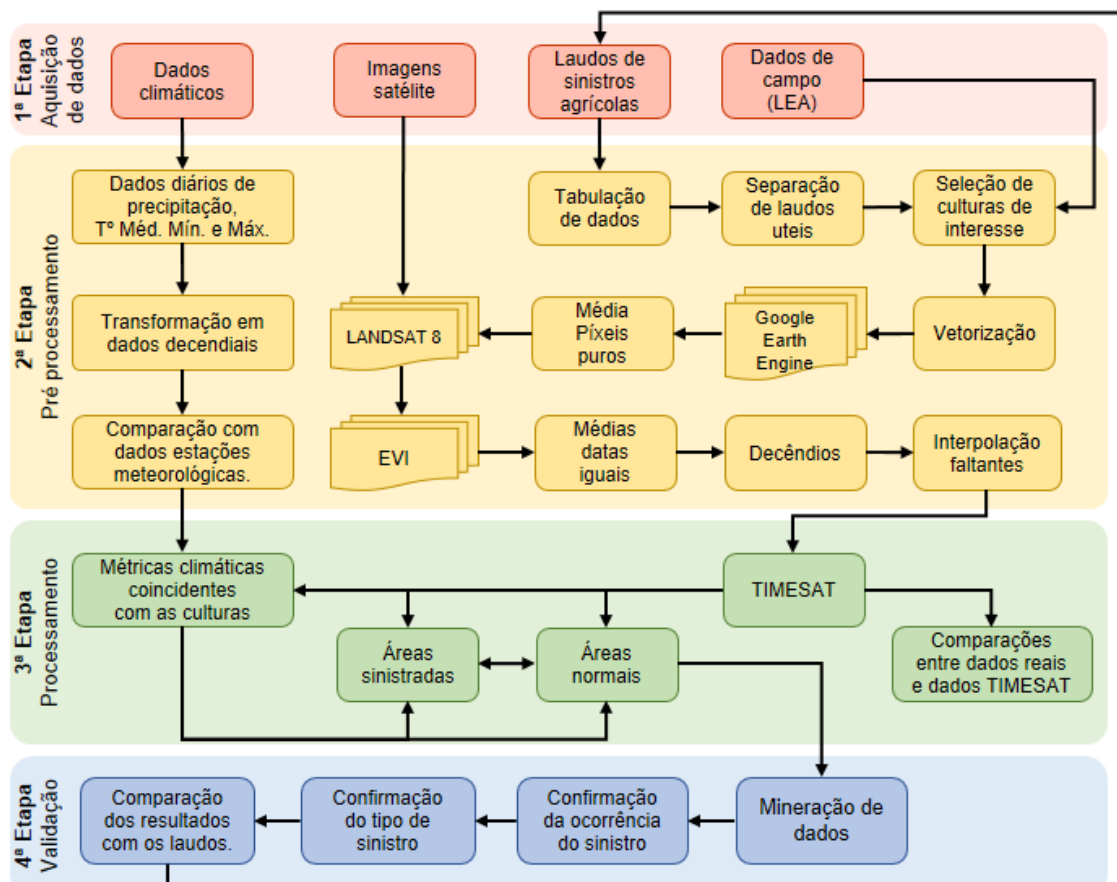 1ª Etapa
Aquisição
de dados
Dados
climáticos
Imagens
satélite
Laudos de
sinistros
agrícolas
Dados de
campo
(LEA)
2ª Etapa
Pré processamento
Dados diários de
precipitação,
Tº Méd. Mín. e Máx.
Tabulação
de dados
Separação
de laudos
uteis
Seleção de
culturas de
interesse
Transformação em
dados decendiais
LANDSAT 8
Média
Píxeis
puros
Google
Earth
Engine
Vetorização
Comparação com
dados estações
meteorológicas.
EVI
Médias
datas
iguais
Decêndios
Interpolação
faltantes
3ª Etapa
Processamento
Métricas climáticas
coincidentes
com as culturas
TIMESAT
Áreas
sinistradas
Áreas
normais
Comparações
entre dados reais
e dados TIMESAT
4ª Etapa
Validação
Comparação
dos resultados
com os laudos.
Confirmação
do tipo de
sinistro
Confirmação
da ocorrência
do sinistro
Mineração de
dados